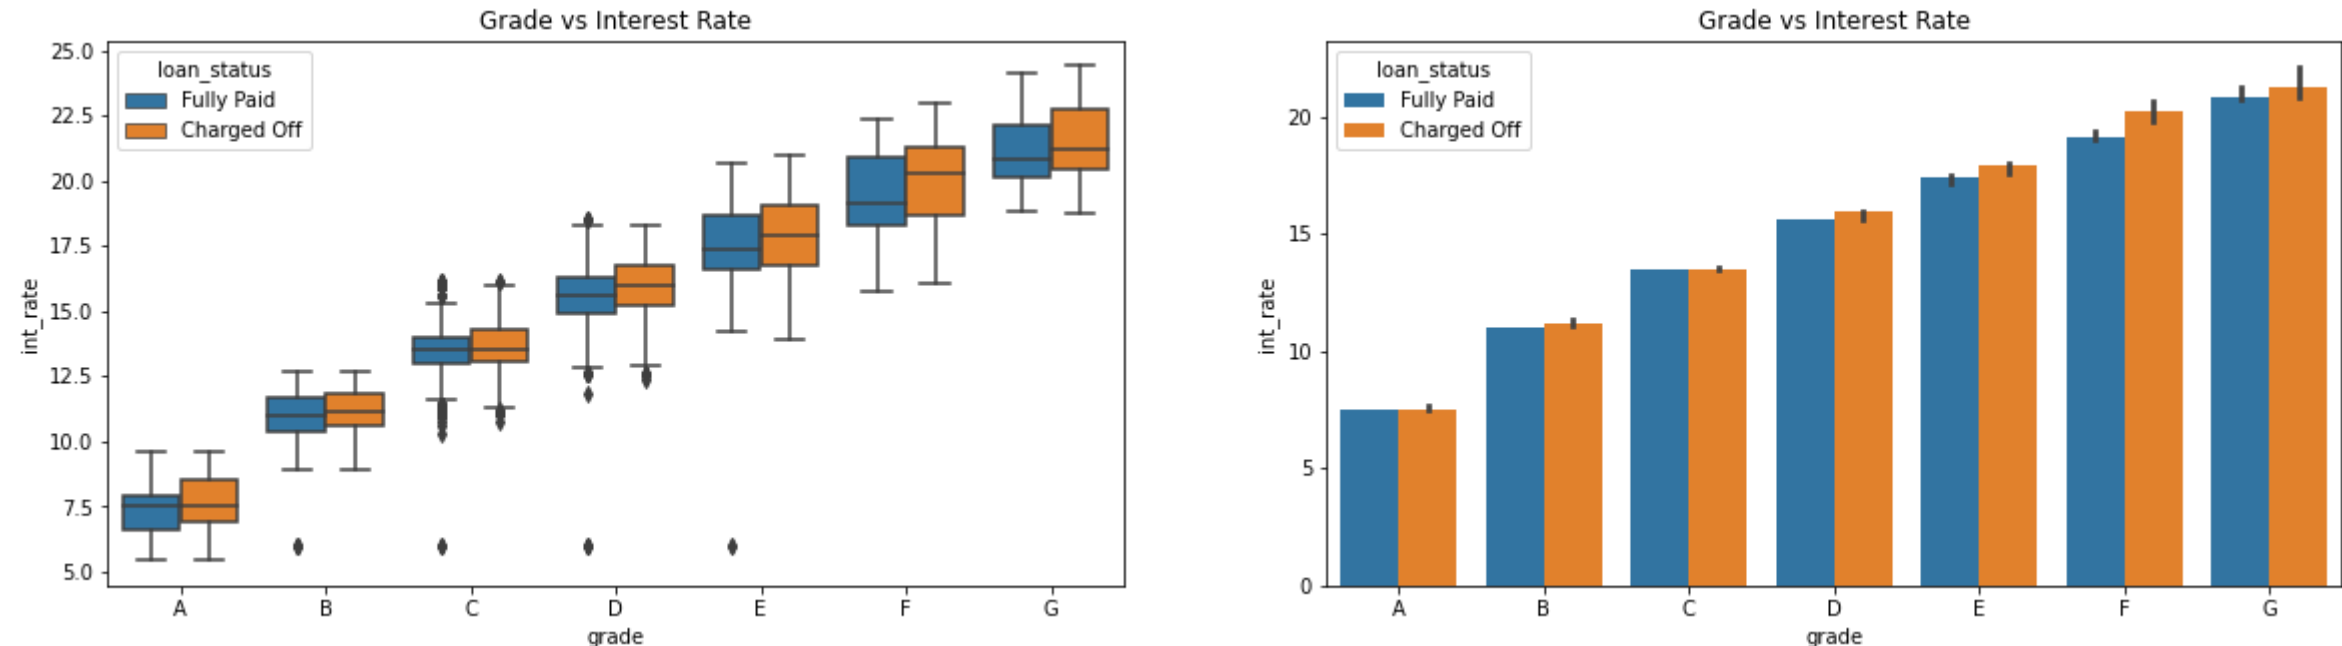 Grade vs Interest Rate
25.0
22.5
20.0
17.5
15.0
12.5
10.0
7.5
5.0
int_rate
loan_status
Fully Paid
Charged Off
A B C D E F G
grade
Grade vs Interest Rate
20
15
10
5
0
int_rate
loan_status
Fully Paid
Charged Off
A B C D E F G
grade